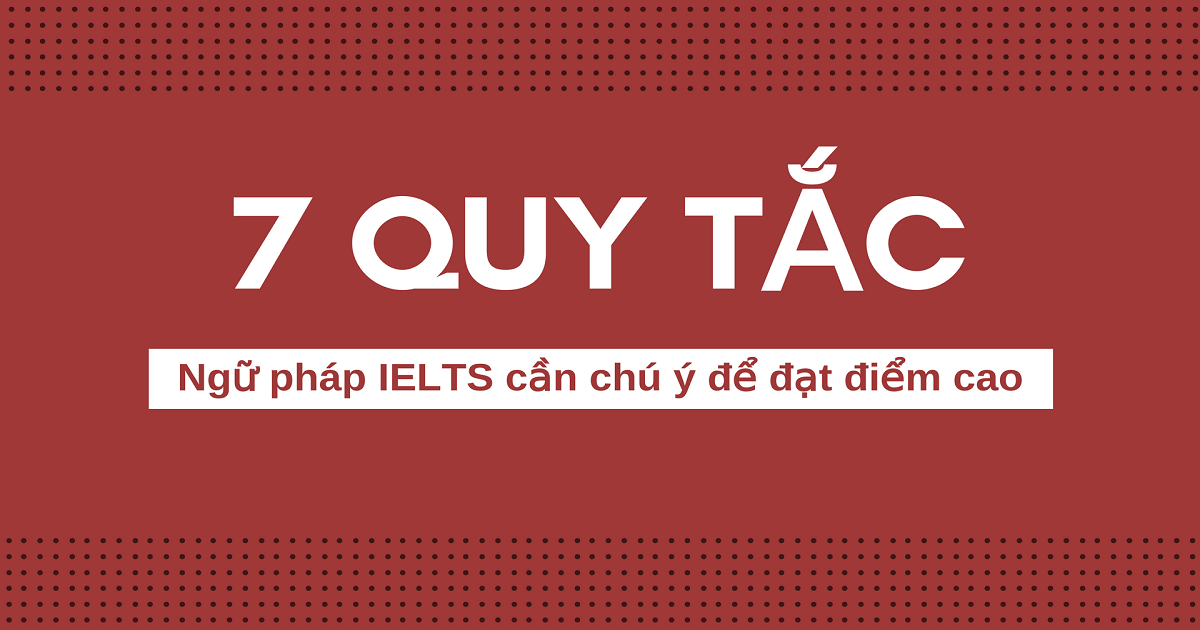 7 QUY TẮC
Ngữ pháp IELTS cần chú ý để đạt điểm cao